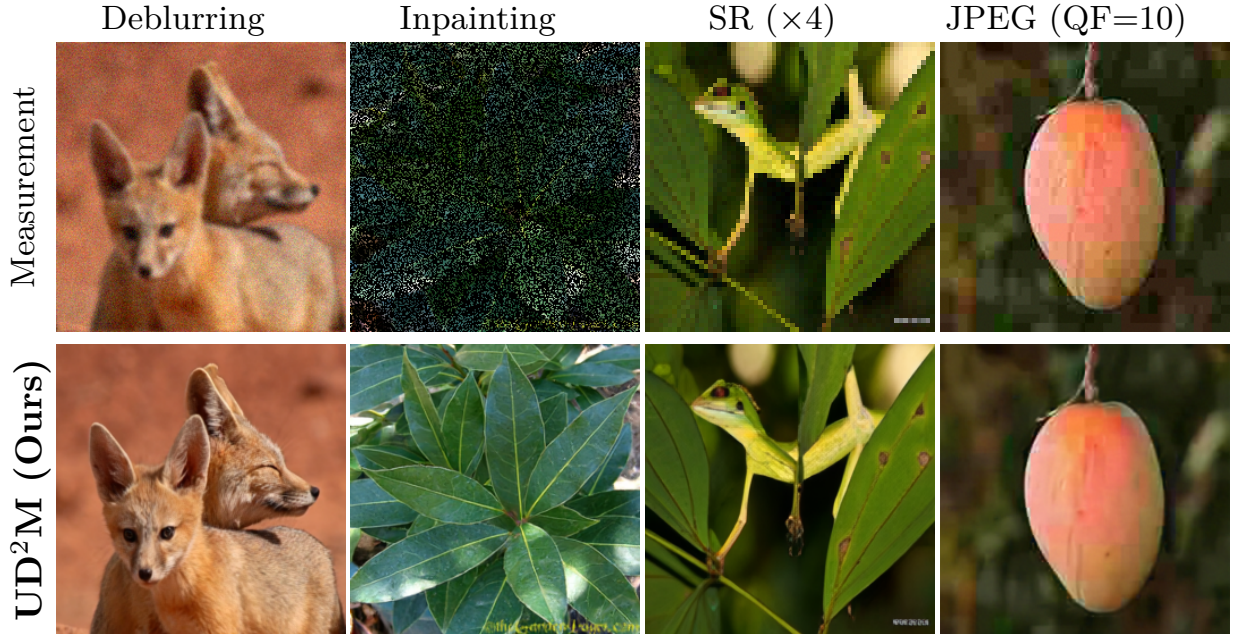 Deblurring Inpainting SR (×4) JPEG (QF=10)
Measurement
UD²M (Ours)